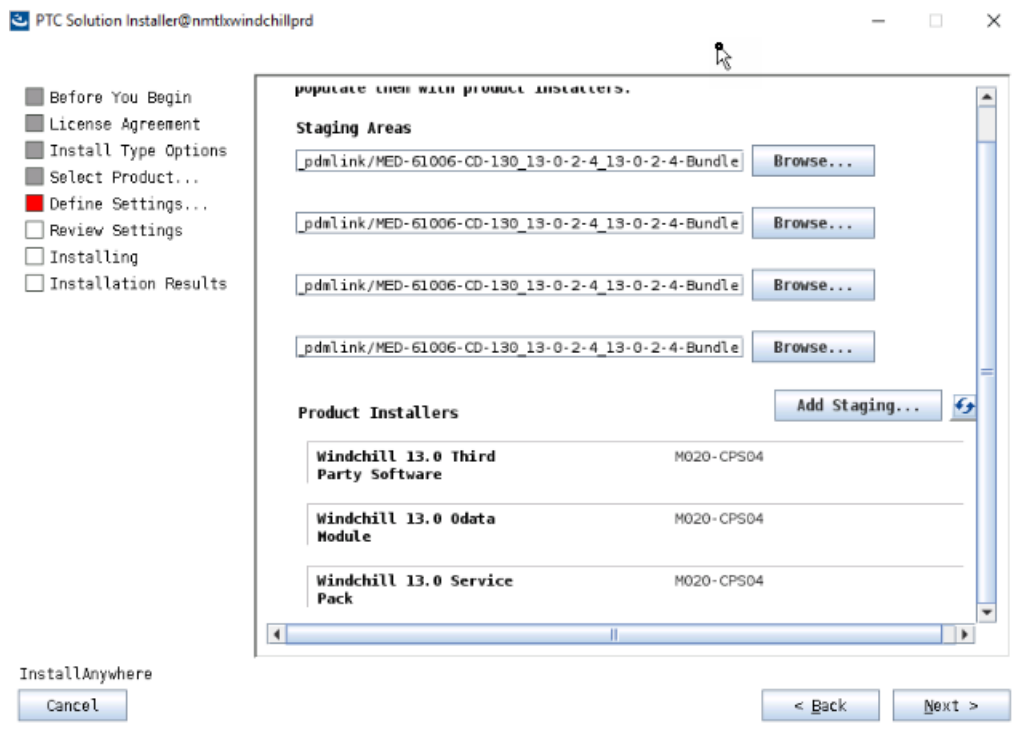 PTC Solution Installer@nmtlxwindchillprd
Before You Begin
License Agreement
Install Type Options
Select Product...
Define Settings...
Review Settings
Installing
Installation Results
populate them with product installers.
Staging Areas
_pdmlink/MED-61006-CD-130_13-0-2-4_13-0-2-4-Bundle
Browse...
_pdmlink/MED-61006-CD-130_13-0-2-4_13-0-2-4-Bundle
Browse...
_pdmlink/MED-61006-CD-130_13-0-2-4_13-0-2-4-Bundle
Browse...
_pdmlink/MED-61006-CD-130_13-0-2-4_13-0-2-4-Bundle
Browse...
Add Staging...
Product Installers
Windchill 13.0 Third
Party Software
M020-CPS04
Windchill 13.0 Odata
Module
M020-CPS04
Windchill 13.0 Service
Pack
M020-CPS04
InstallAnywhere
Cancel
< Back
Next >